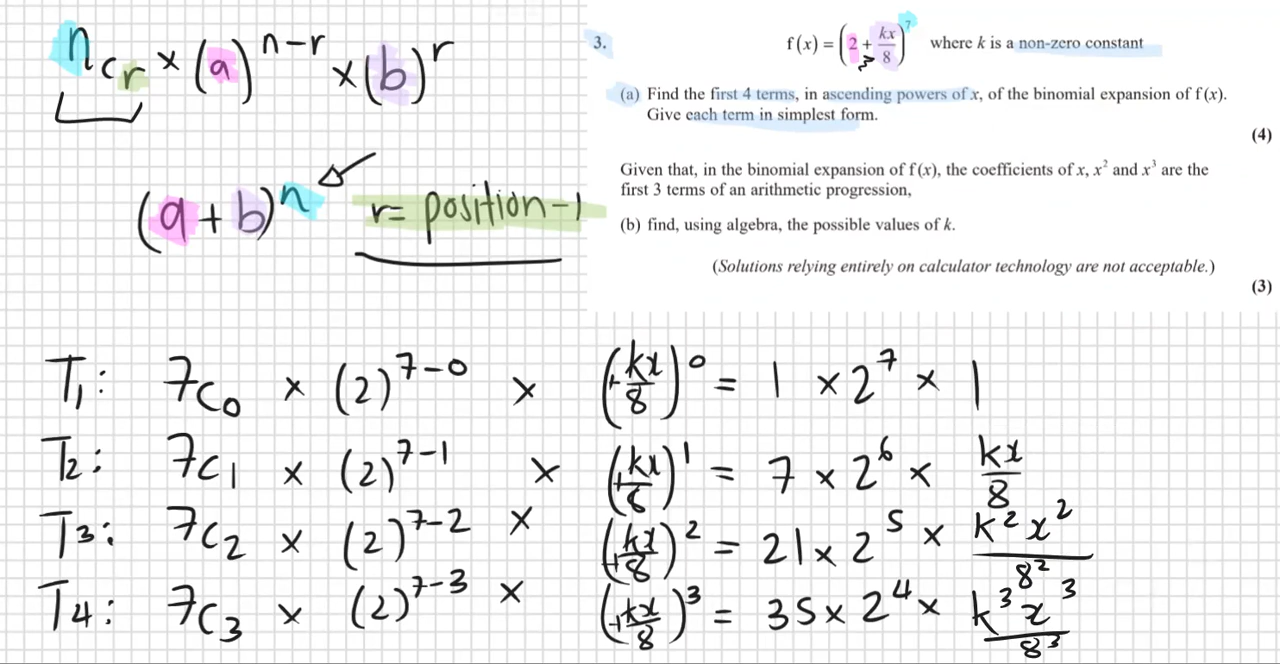 nCr × (a)^(n-r) × (b)^r
(a+b)^n r = position-1
3. f(x) = (2 + kx/8)^7 where k is a non-zero constant
(a) Find the first 4 terms, in ascending powers of x, of the binomial expansion of f(x).
Give each term in simplest form.
(4)
Given that, in the binomial expansion of f(x), the coefficients of x, x² and x³ are the
first 3 terms of an arithmetic progression,
(b) find, using algebra, the possible values of k.
(Solutions relying entirely on calculator technology are not acceptable.)
(3)
T1: 7C0 × (2)^(7-0) × (+kx/8)^0 = 1 × 2^7 × 1
T2: 7C1 × (2)^(7-1) × (+kx/8)^1 = 7 × 2^6 × kx/8
T3: 7C2 × (2)^(7-2) × (+kx/8)^2 = 21 × 2^5 × k²x²/8²
T4: 7C3 × (2)^(7-3) × (+kx/8)^3 = 35 × 2^4 × k³x³/8³